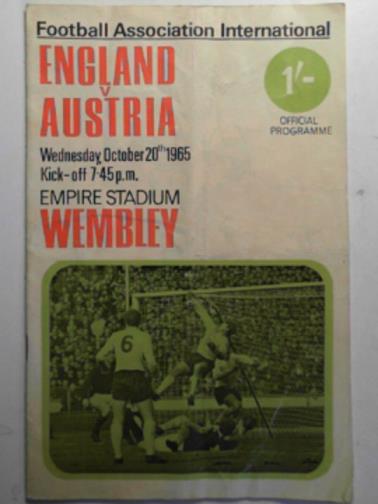 Football Association International
ENGLAND
v
AUSTRIA
1/-
OFFICIAL
PROGRAMME
Wednesday, October 20th 1965
Kick-off 7·45 p.m.
EMPIRE STADIUM
WEMBLEY
6